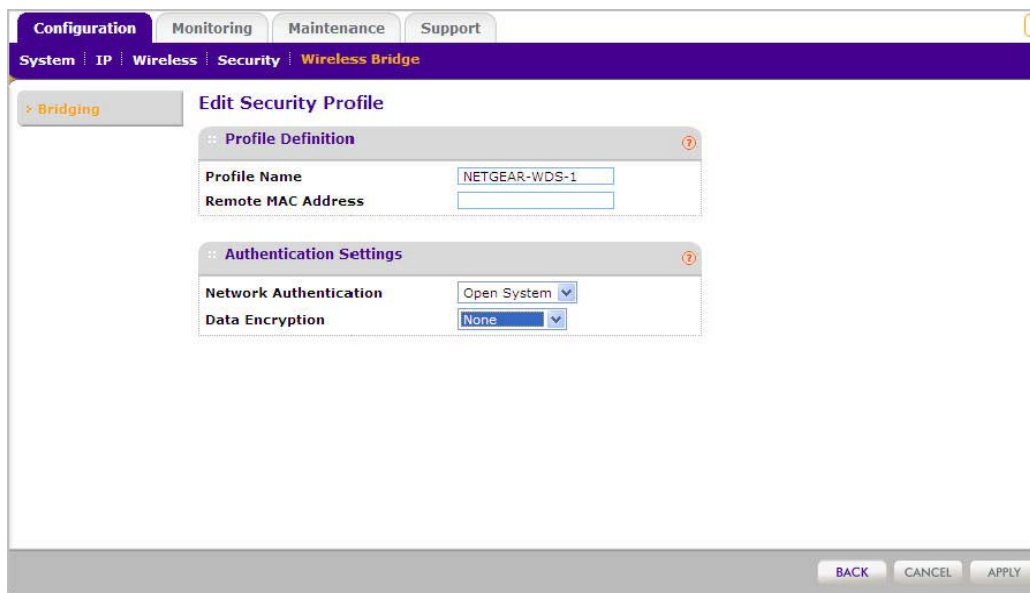 Configuration Monitoring Maintenance Support
System IP Wireless Security Wireless Bridge
Bridging
Edit Security Profile
Profile Definition ?
Profile Name NETGEAR-WDS-1
Remote MAC Address
Authentication Settings ?
Network Authentication Open System
Data Encryption None
BACK CANCEL APPLY